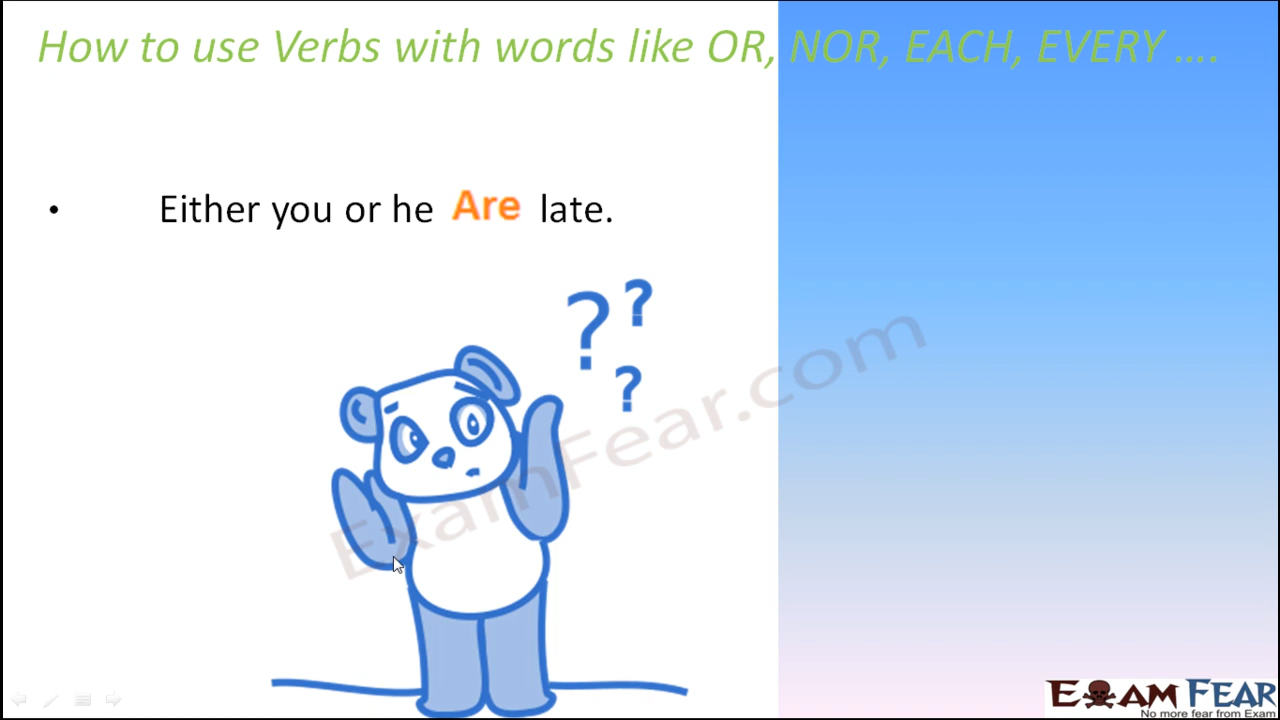 How to use Verbs with words like OR, NOR, EACH, EVERY ....
• Either you or he Are late.
? ?
?
ExamFear.com
EXAM FEAR
No more fear from Exam